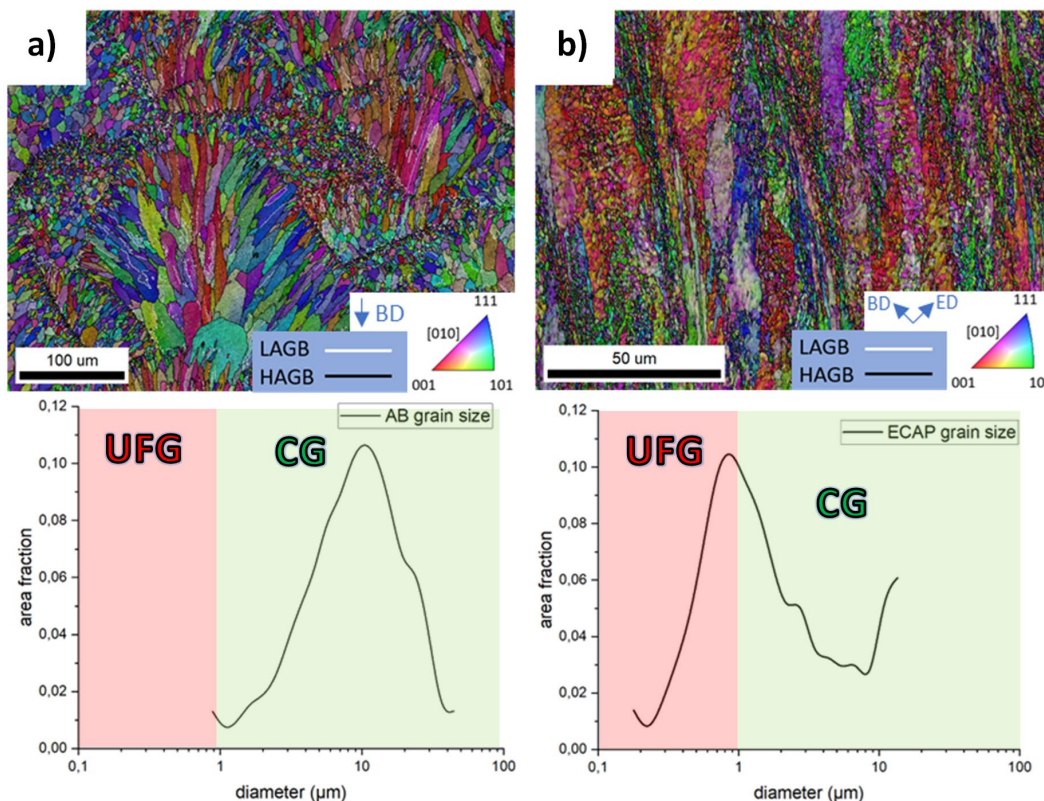 a)
BD
LAGB
HAGB
[010]
111
001
101
100 um
b)
BD
ED
LAGB
HAGB
[010]
111
001
10
50 um
AB grain size
UFG
CG
0,12
0,10
0,08
0,06
0,04
0,02
0,00
area fraction
0,1
1
10
100
diameter (µm)
ECAP grain size
UFG
CG
0,12
0,10
0,08
0,06
0,04
0,02
0,00
area fraction
0,1
1
10
100
diameter (µm)